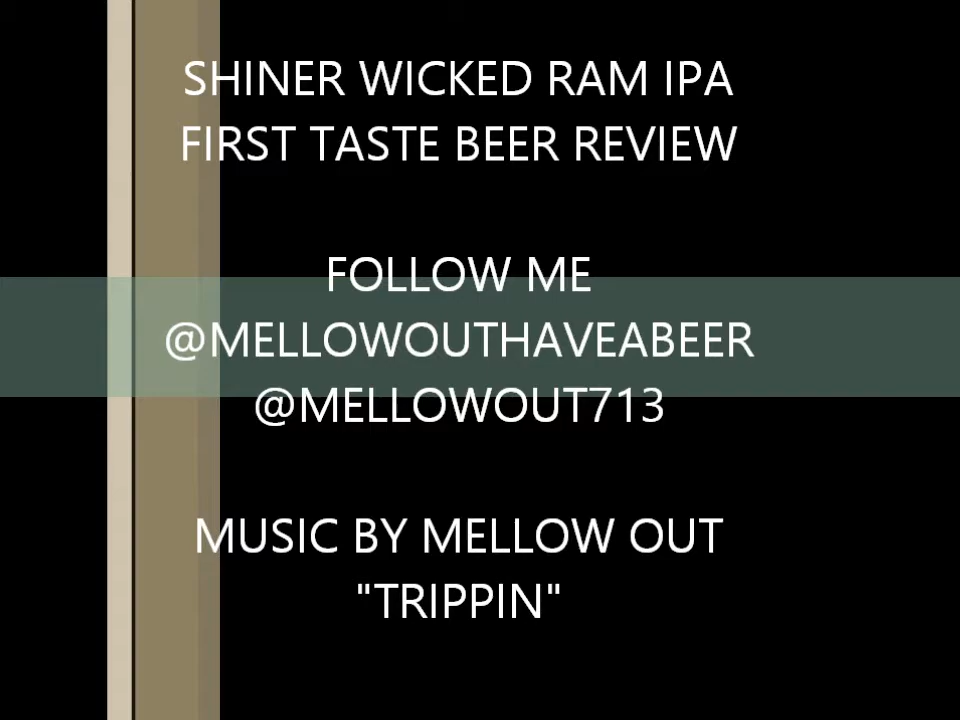 SHINER WICKED RAM IPA
FIRST TASTE BEER REVIEW
FOLLOW ME
@MELLOWOUTHAVEABEER
@MELLOWOUT713
MUSIC BY MELLOW OUT
"TRIPPIN"